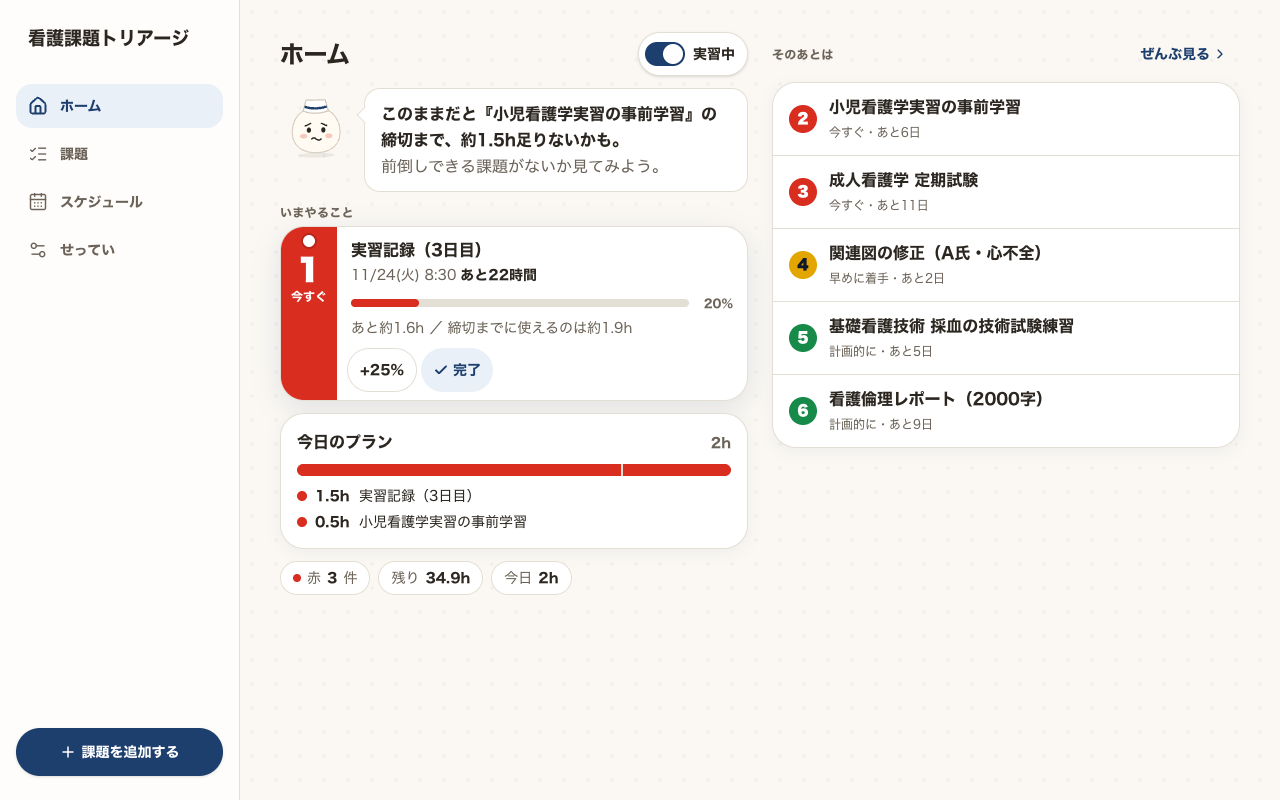 看護課題トリアージ
ホーム
課題
スケジュール
せってい
課題を追加する
ホーム
実習中
このままだと『小児看護学実習の事前学習』の
締切まで、約1.5h足りないかも。
前倒しできる課題がないか見てみよう。
いまやること
1
今すぐ
実習記録（3日目）
11/24(火) 8:30 あと22時間
20%
あと約1.6h ／ 締切までに使えるのは約1.9h
+25%
完了
今日のプラン
2h
1.5h 実習記録（3日目）
0.5h 小児看護学実習の事前学習
赤 3 件
残り 34.9h
今日 2h
そのあとは
ぜんぶ見る
2
小児看護学実習の事前学習
今すぐ・あと6日
3
成人看護学 定期試験
今すぐ・あと11日
4
関連図の修正（A氏・心不全）
早めに着手・あと2日
5
基礎看護技術 採血の技術試験練習
計画的に・あと5日
6
看護倫理レポート（2000字）
計画的に・あと9日